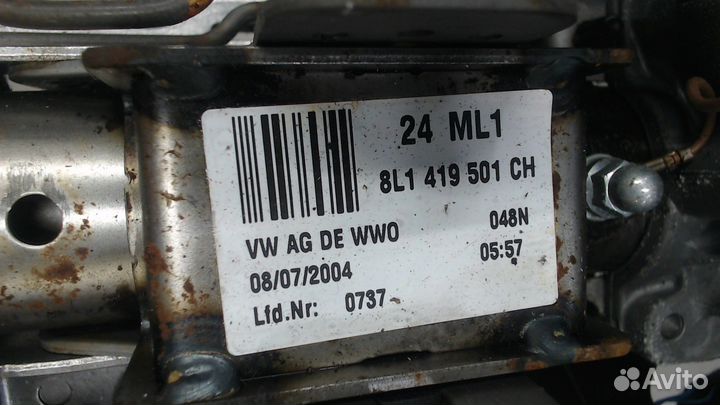 24 ML1
8L1 419 501 CH
VW AG DE WWO 048N
08/07/2004 05:57
Lfd.Nr: 0737
Avito